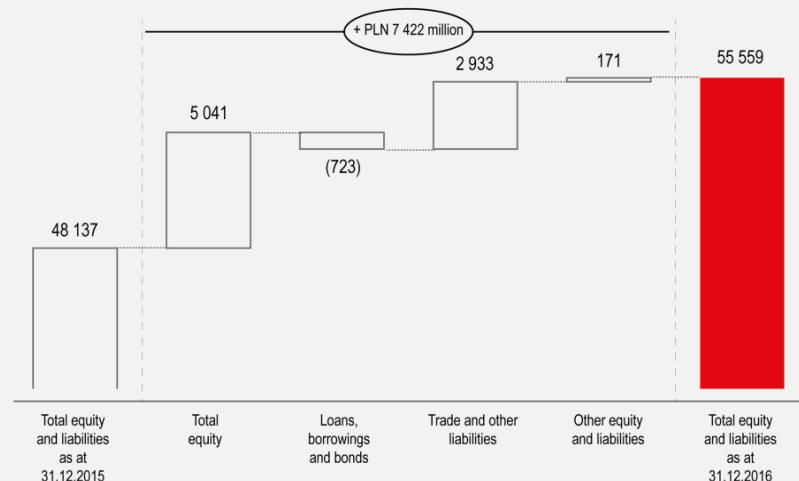 + PLN 7 422 million
2 933
171
55 559
5 041
(723)
48 137
Total equity
and liabilities
as at
31.12.2015
Total
equity
Loans,
borrowings
and bonds
Trade and other
liabilities
Other equity
and liabilities
Total equity
and liabilities
as at
31.12.2016